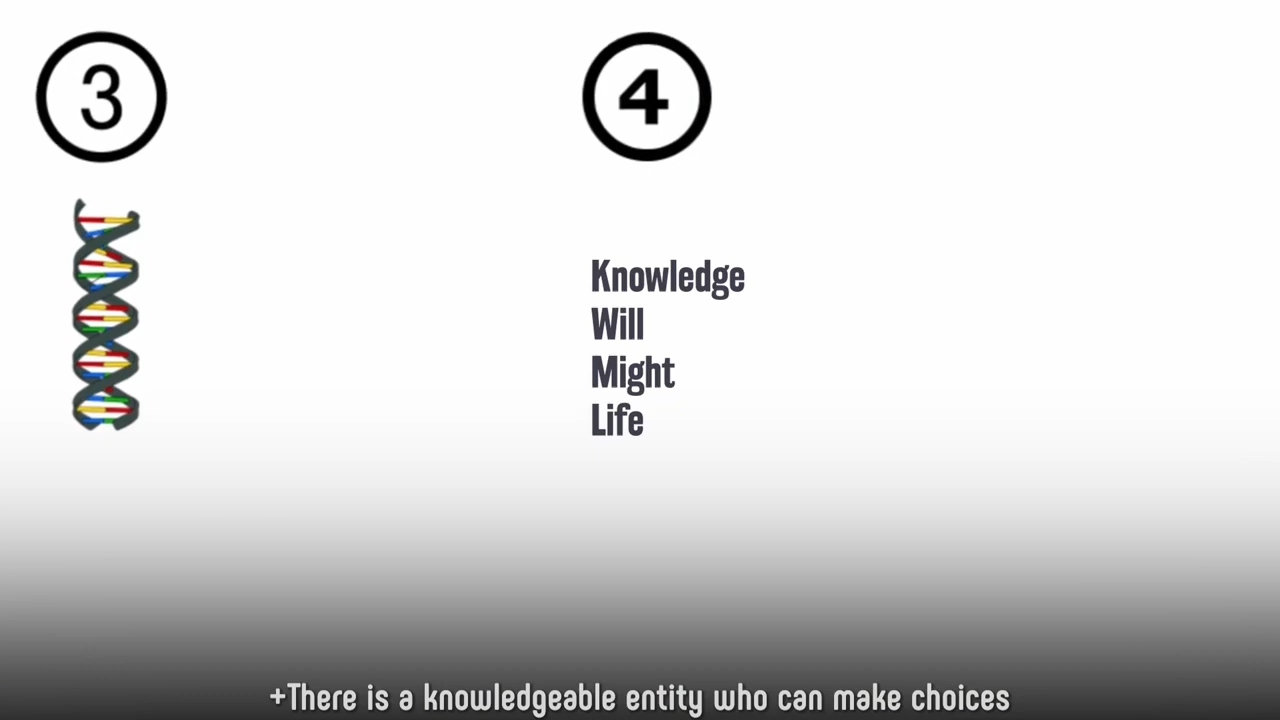 3
4
Knowledge
Will
Might
Life
+There is a knowledgeable entity who can make choices